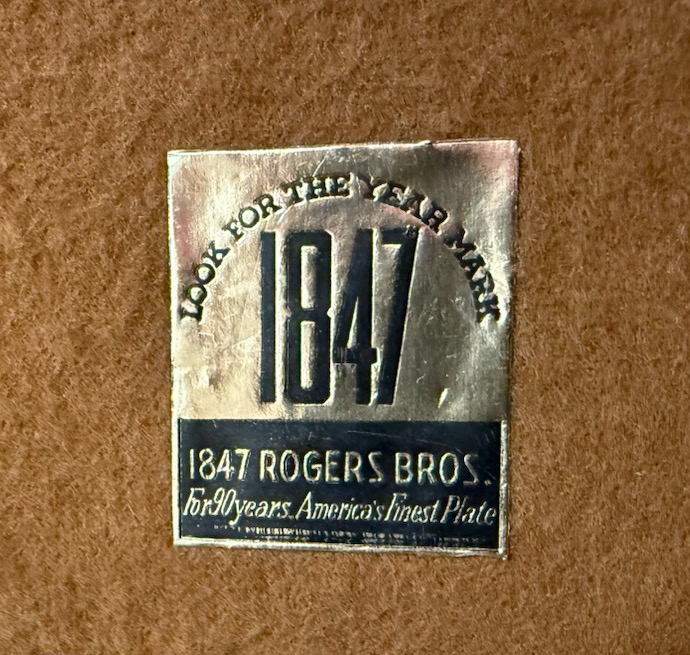 LOOK FOR THE YEAR MARK
1847
1847 ROGERS BROS.
For 90 years. America's Finest Plate